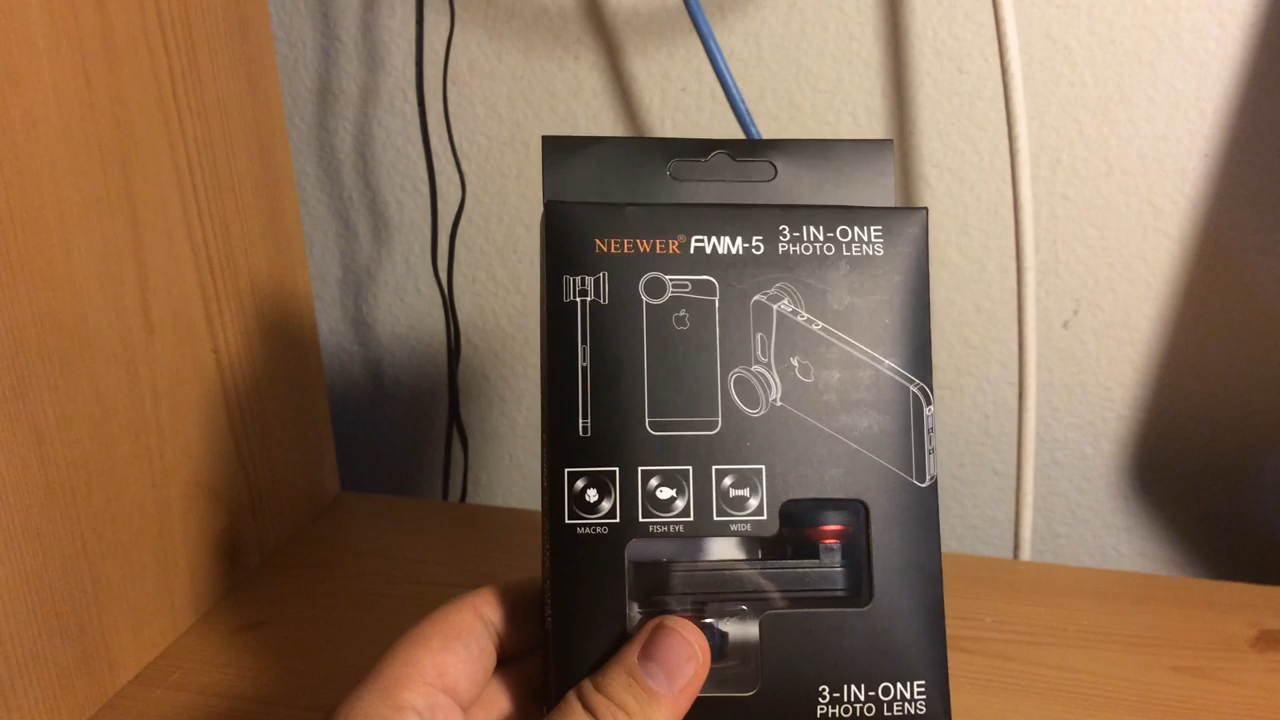 NEEWER® FWM-5 3-IN-ONE
PHOTO LENS
MACRO
FISH EYE
WIDE
3-IN-ONE
PHOTO LENS